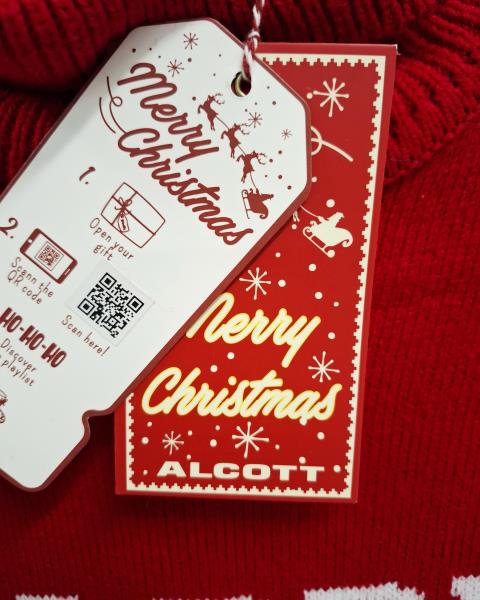 Merry
Christmas
1.
Open your
gift
2.
Scann the
QR code
Scan here!
HO-HO-HO
Discover
playlist
Merry
Christmas
ALCOTT